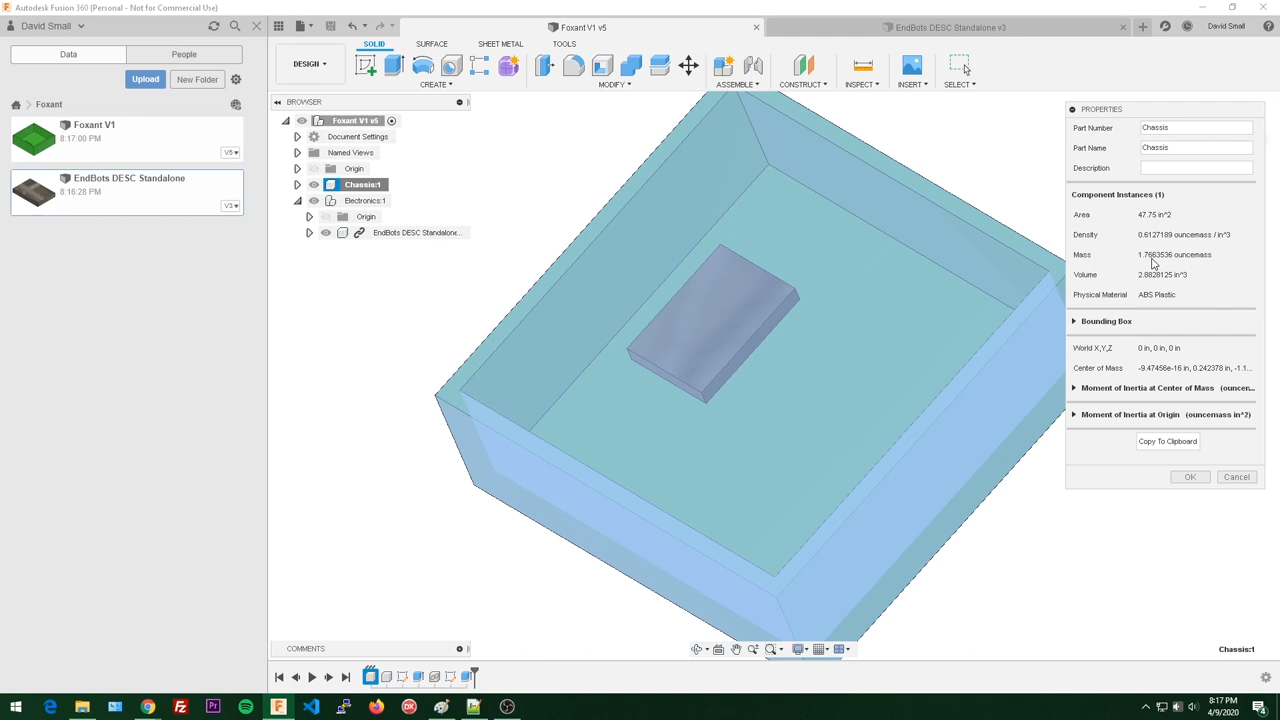 Autodesk Fusion 360 (Personal - Not for Commercial Use)
David Small
Foxant V1 v5
EndBots DESC Standalone v3
David Small
Data
People
SOLID
SURFACE
SHEET METAL
TOOLS
DESIGN
Upload
New Folder
CREATE
MODIFY
ASSEMBLE
CONSTRUCT
INSPECT
INSERT
SELECT
Foxant
BROWSER
PROPERTIES
Foxant V1
8:17:00 PM
V5
EndBots DESC Standalone
8:16:28 PM
V3
Foxant V1 v5
Document Settings
Named Views
Origin
Chassis:1
Electronics:1
Origin
EndBots DESC Standalone...
Part Number
Chassis
Part Name
Chassis
Description
Component Instances (1)
Area
47.75 in^2
Density
0.6127189 ouncemass / in^3
Mass
1.7663536 ouncemass
Volume
2.8828125 in^3
Physical Material
ABS Plastic
Bounding Box
World X,Y,Z
0 in, 0 in, 0 in
Center of Mass
-9.47456e-16 in, 0.242378 in, -1.1...
Moment of Inertia at Center of Mass (ouncem...
Moment of Inertia at Origin (ouncemass in^2)
Copy To Clipboard
OK
Cancel
COMMENTS
Chassis:1
8:17 PM
4/9/2020
4